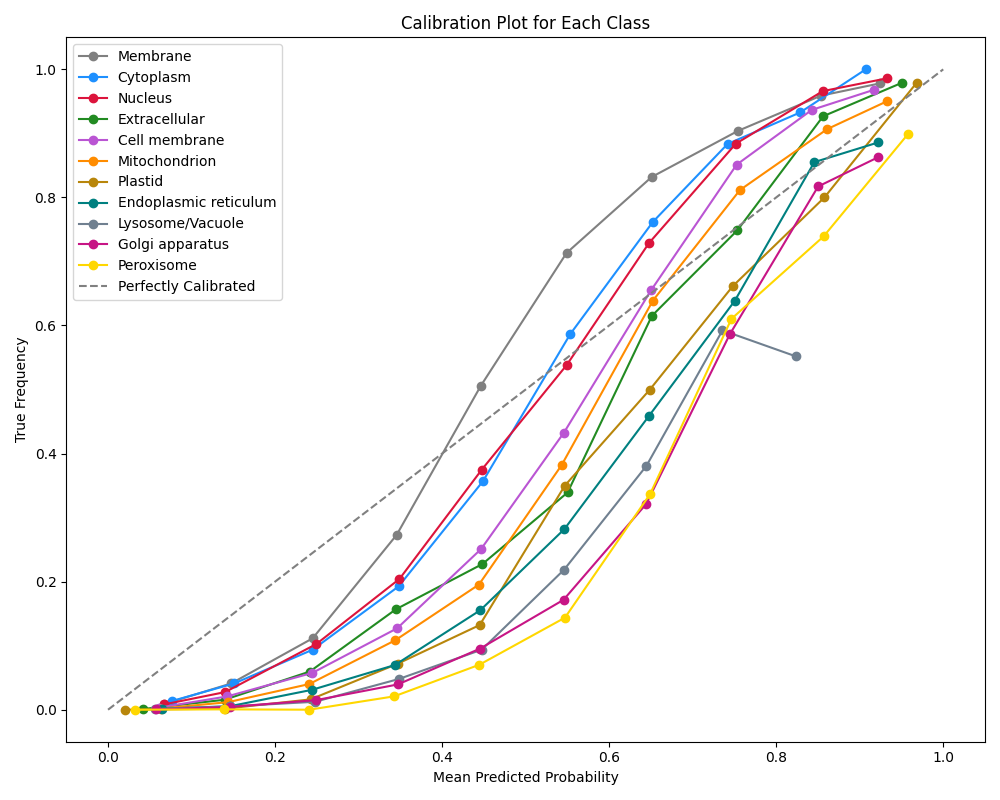 Calibration Plot for Each Class
Membrane
Cytoplasm
Nucleus
Extracellular
Cell membrane
Mitochondrion
Plastid
Endoplasmic reticulum
Lysosome/Vacuole
Golgi apparatus
Peroxisome
Perfectly Calibrated
True Frequency
1.0
0.8
0.6
0.4
0.2
0.0
0.0 0.2 0.4 0.6 0.8 1.0
Mean Predicted Probability